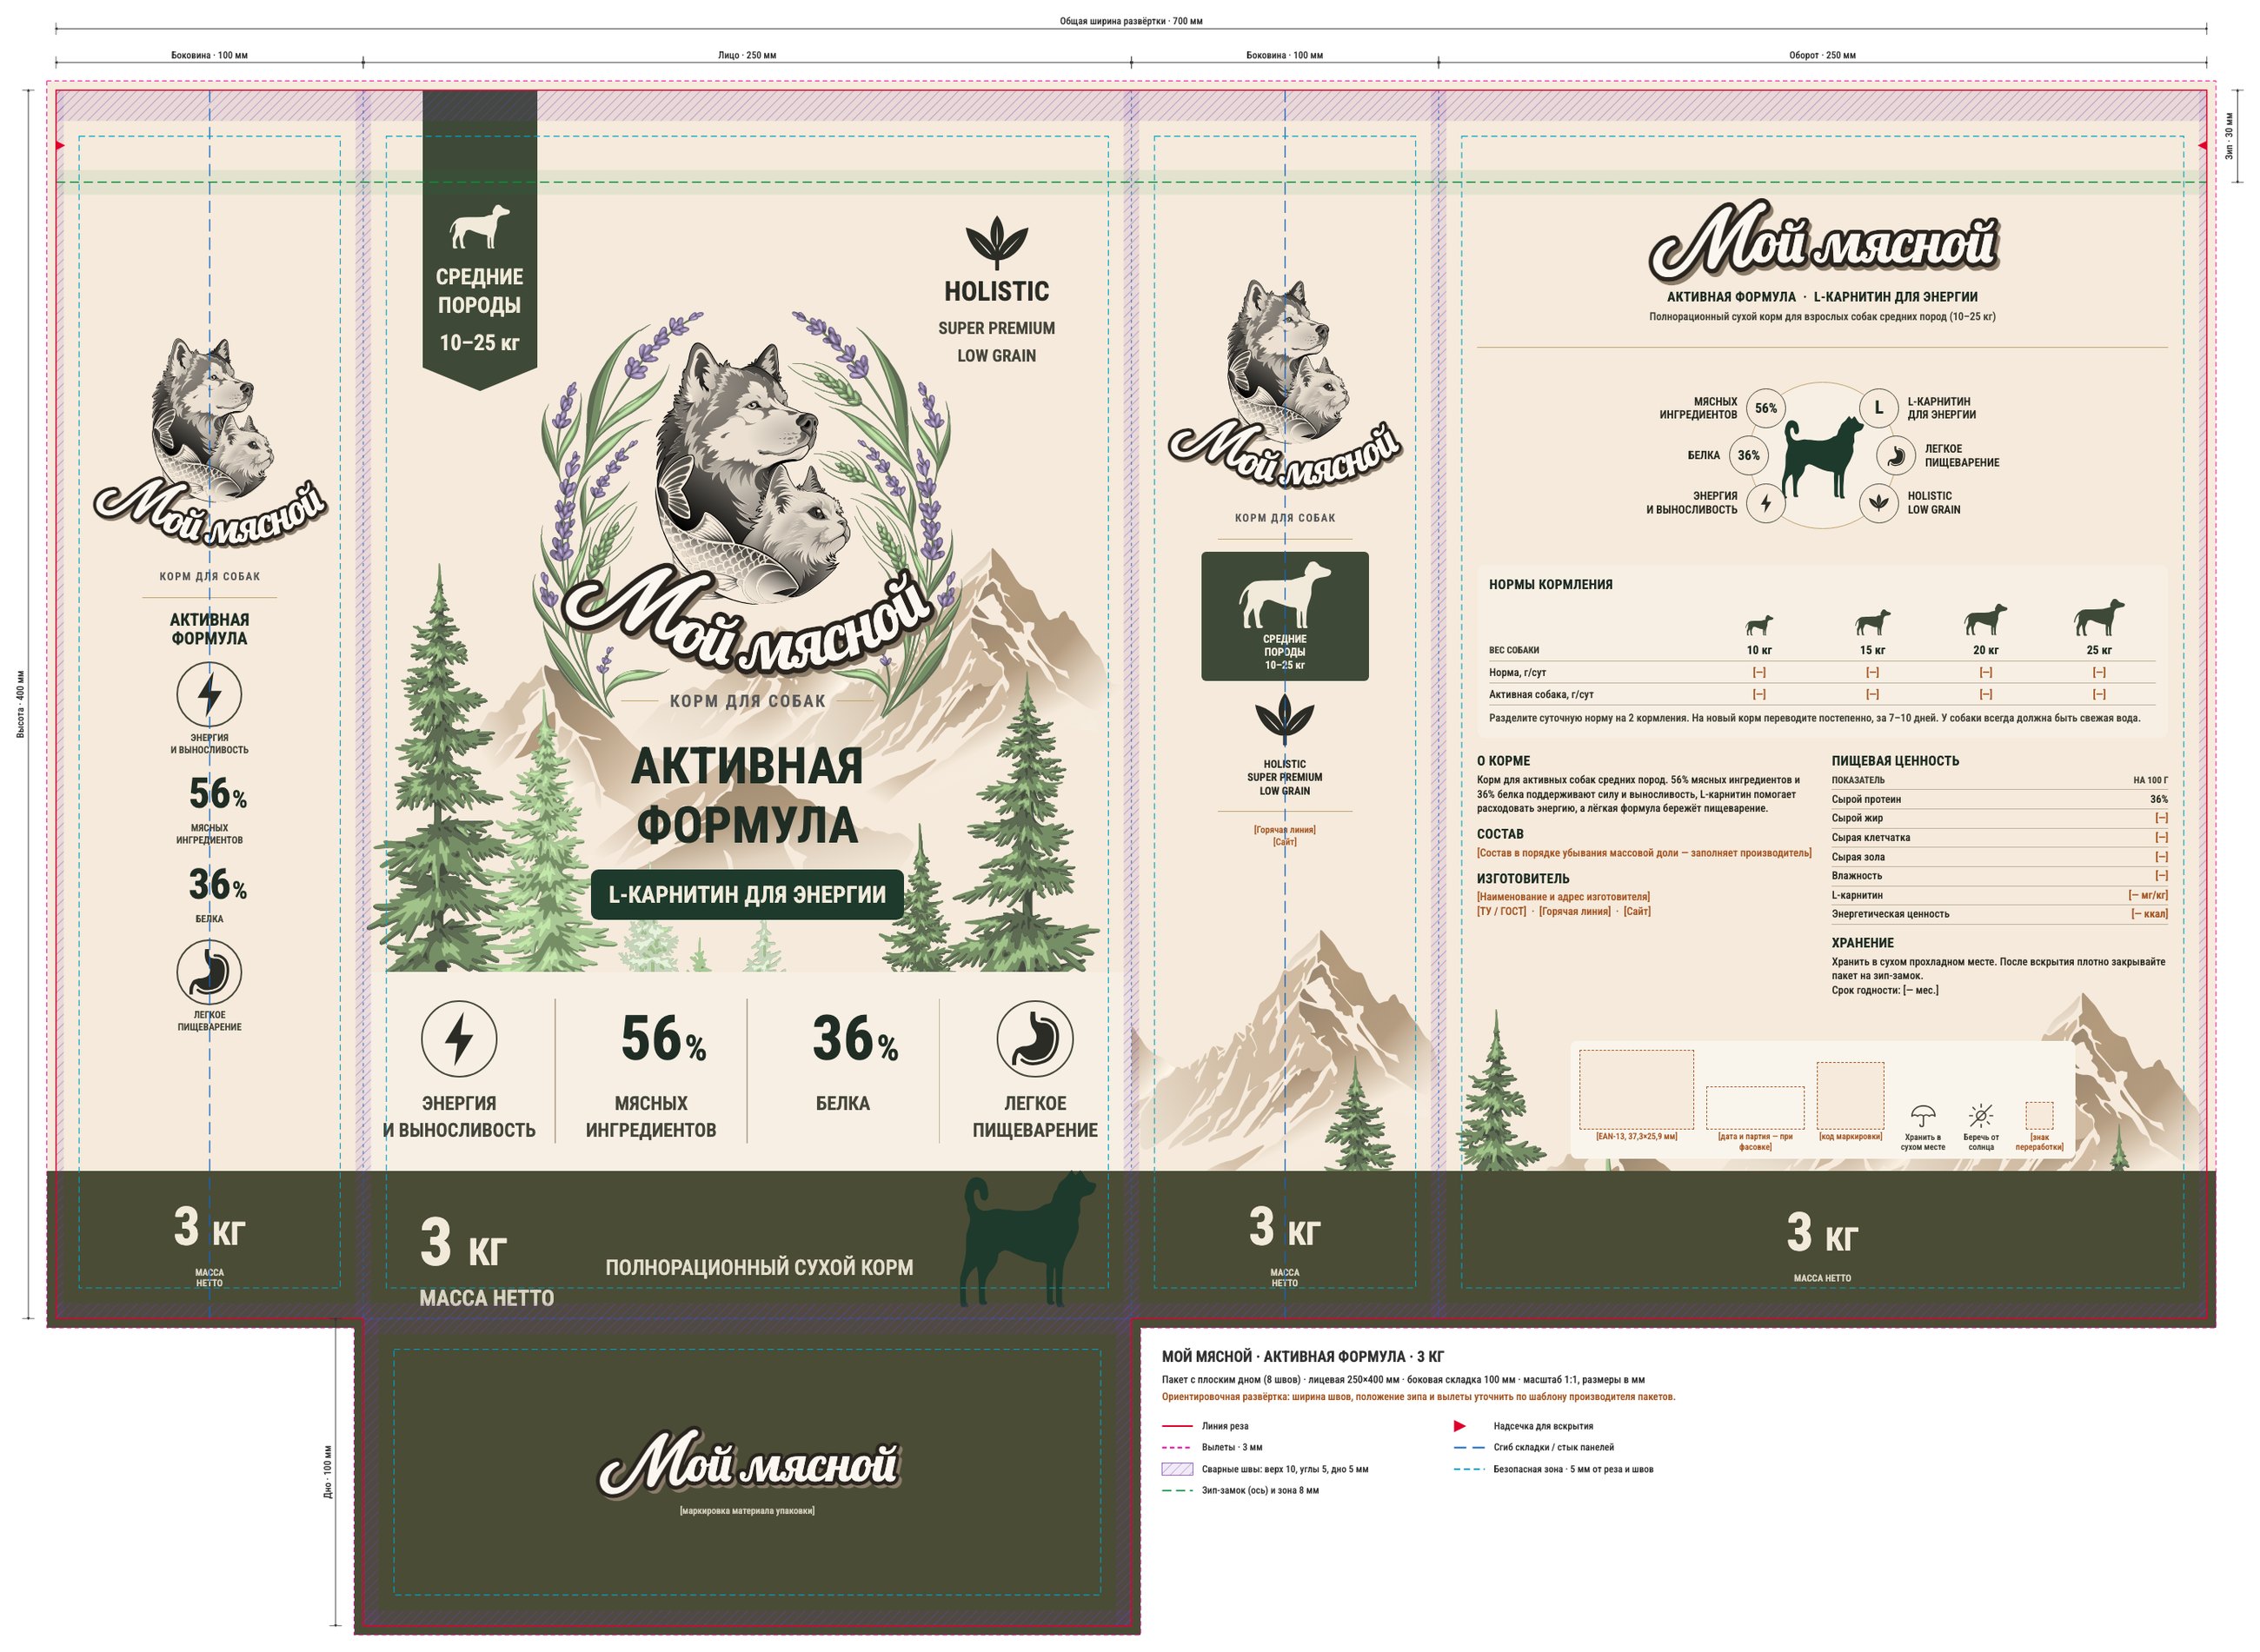 Общая ширина развёртки · 700 мм
Боковина · 100 мм
Лицо · 250 мм
Боковина · 100 мм
Оборот · 250 мм
Зип · 30 мм
Высота · 400 мм
Мой мясной
КОРМ ДЛЯ СОБАК
АКТИВНАЯ
ФОРМУЛА
ЭНЕРГИЯ
И ВЫНОСЛИВОСТЬ
56%
МЯСНЫХ
ИНГРЕДИЕНТОВ
36%
БЕЛКА
ЛЕГКОЕ
ПИЩЕВАРЕНИЕ
3 кг
МАССА
НЕТТО
СРЕДНИЕ
ПОРОДЫ
10–25 кг
HOLISTIC
SUPER PREMIUM
LOW GRAIN
Мой мясной
КОРМ ДЛЯ СОБАК
АКТИВНАЯ
ФОРМУЛА
L-КАРНИТИН ДЛЯ ЭНЕРГИИ
ЭНЕРГИЯ
И ВЫНОСЛИВОСТЬ
56%
МЯСНЫХ
ИНГРЕДИЕНТОВ
36%
БЕЛКА
ЛЕГКОЕ
ПИЩЕВАРЕНИЕ
3 кг
МАССА НЕТТО
ПОЛНОРАЦИОННЫЙ СУХОЙ КОРМ
Мой мясной
КОРМ ДЛЯ СОБАК
СРЕДНИЕ
ПОРОДЫ
10–25 кг
HOLISTIC
SUPER PREMIUM
LOW GRAIN
[Горячая линия]
[Сайт]
3 кг
МАССА
НЕТТО
Мой мясной
АКТИВНАЯ ФОРМУЛА · L-КАРНИТИН ДЛЯ ЭНЕРГИИ
Полнорационный сухой корм для взрослых собак средних пород (10–25 кг)
МЯСНЫХ
ИНГРЕДИЕНТОВ
56%
L
L-КАРНИТИН
ДЛЯ ЭНЕРГИИ
БЕЛКА
36%
ЛЕГКОЕ
ПИЩЕВАРЕНИЕ
ЭНЕРГИЯ
И ВЫНОСЛИВОСТЬ
HOLISTIC
LOW GRAIN
НОРМЫ КОРМЛЕНИЯ
ВЕС СОБАКИ 10 кг 15 кг 20 кг 25 кг
Норма, г/сут [—] [—] [—] [—]
Активная собака, г/сут [—] [—] [—] [—]
Разделите суточную норму на 2 кормления. На новый корм переводите постепенно, за 7–10 дней. У собаки всегда должна быть свежая вода.
О КОРМЕ
Корм для активных собак средних пород. 56% мясных ингредиентов и
36% белка поддерживают силу и выносливость, L-карнитин помогает
расходовать энергию, а лёгкая формула бережёт пищеварение.
СОСТАВ
[Состав в порядке убывания массовой доли — заполняет производитель]
ИЗГОТОВИТЕЛЬ
[Наименование и адрес изготовителя]
[ТУ / ГОСТ] · [Горячая линия] · [Сайт]
ПИЩЕВАЯ ЦЕННОСТЬ
ПОКАЗАТЕЛЬ НА 100 Г
Сырой протеин 36%
Сырой жир [—]
Сырая клетчатка [—]
Сырая зола [—]
Влажность [—]
L-карнитин [— мг/кг]
Энергетическая ценность [— ккал]
ХРАНЕНИЕ
Хранить в сухом прохладном месте. После вскрытия плотно закрывайте
пакет на зип-замок.
Срок годности: [— мес.]
[EAN-13, 37,3×25,9 мм]
[дата и партия — при
фасовке]
[код маркировки]
Хранить в
сухом месте
Беречь от
солнца
[знак
переработки]
3 кг
МАССА НЕТТО
Дно · 100 мм
Мой мясной
[маркировка материала упаковки]
МОЙ МЯСНОЙ · АКТИВНАЯ ФОРМУЛА · 3 КГ
Пакет с плоским дном (8 швов) · лицевая 250×400 мм · боковая складка 100 мм · масштаб 1:1, размеры в мм
Ориентировочная развёртка: ширина швов, положение зипа и вылеты уточнить по шаблону производителя пакетов.
Линия реза
Вылеты · 3 мм
Сварные швы: верх 10, углы 5, дно 5 мм
Зип-замок (ось) и зона 8 мм
Надсечка для вскрытия
Сгиб складки / стык панелей
Безопасная зона · 5 мм от реза и швов